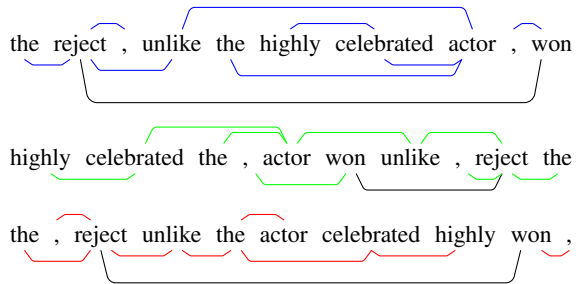 the reject , unlike the highly celebrated actor , won
highly celebrated the , actor won unlike , reject the
the , reject unlike the actor celebrated highly won ,